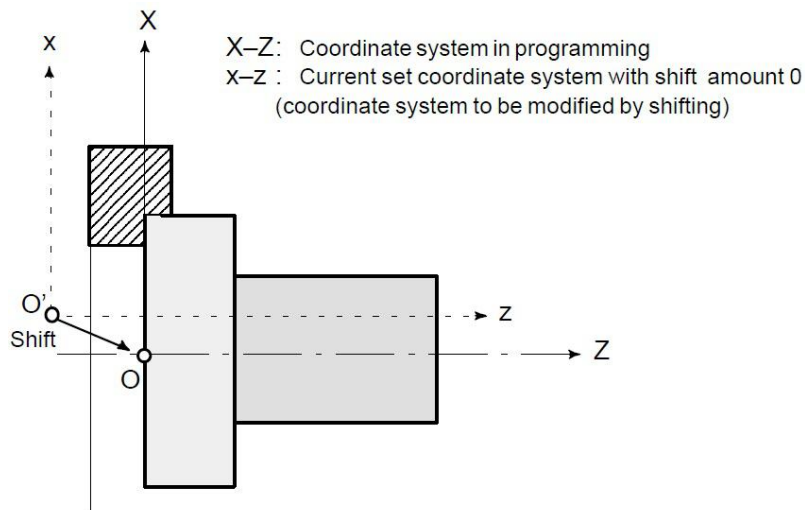 X
x
X–Z: Coordinate system in programming
x–z : Current set coordinate system with shift amount 0
(coordinate system to be modified by shifting)
O'
z
Shift
Z
O